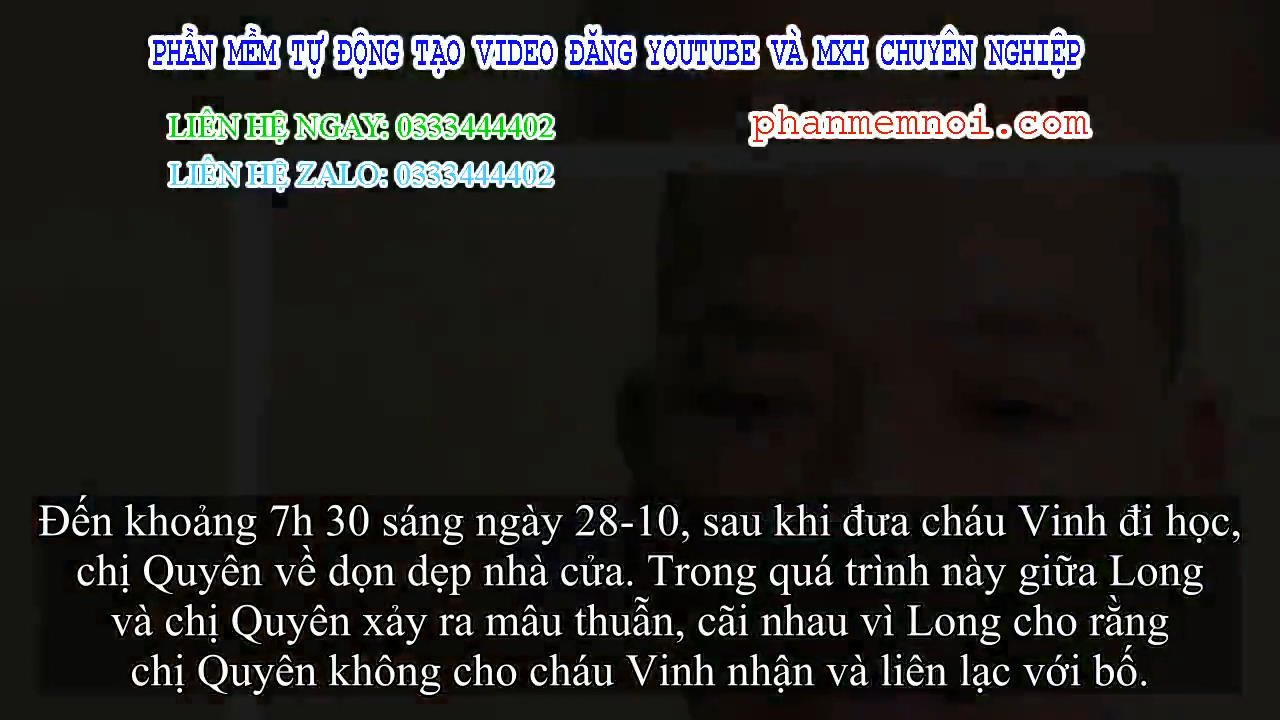 PHẦN MỀM TỰ ĐỘNG TẠO VIDEO ĐĂNG YOUTUBE VÀ MXH CHUYÊN NGHIỆP
LIÊN HỆ NGAY: 0333444402
phanmemnoi.com
LIÊN HỆ ZALO: 0333444402
Đến khoảng 7h 30 sáng ngày 28-10, sau khi đưa cháu Vinh đi học,
chị Quyên về dọn dẹp nhà cửa. Trong quá trình này giữa Long
và chị Quyên xảy ra mâu thuẫn, cãi nhau vì Long cho rằng
chị Quyên không cho cháu Vinh nhận và liên lạc với bố.